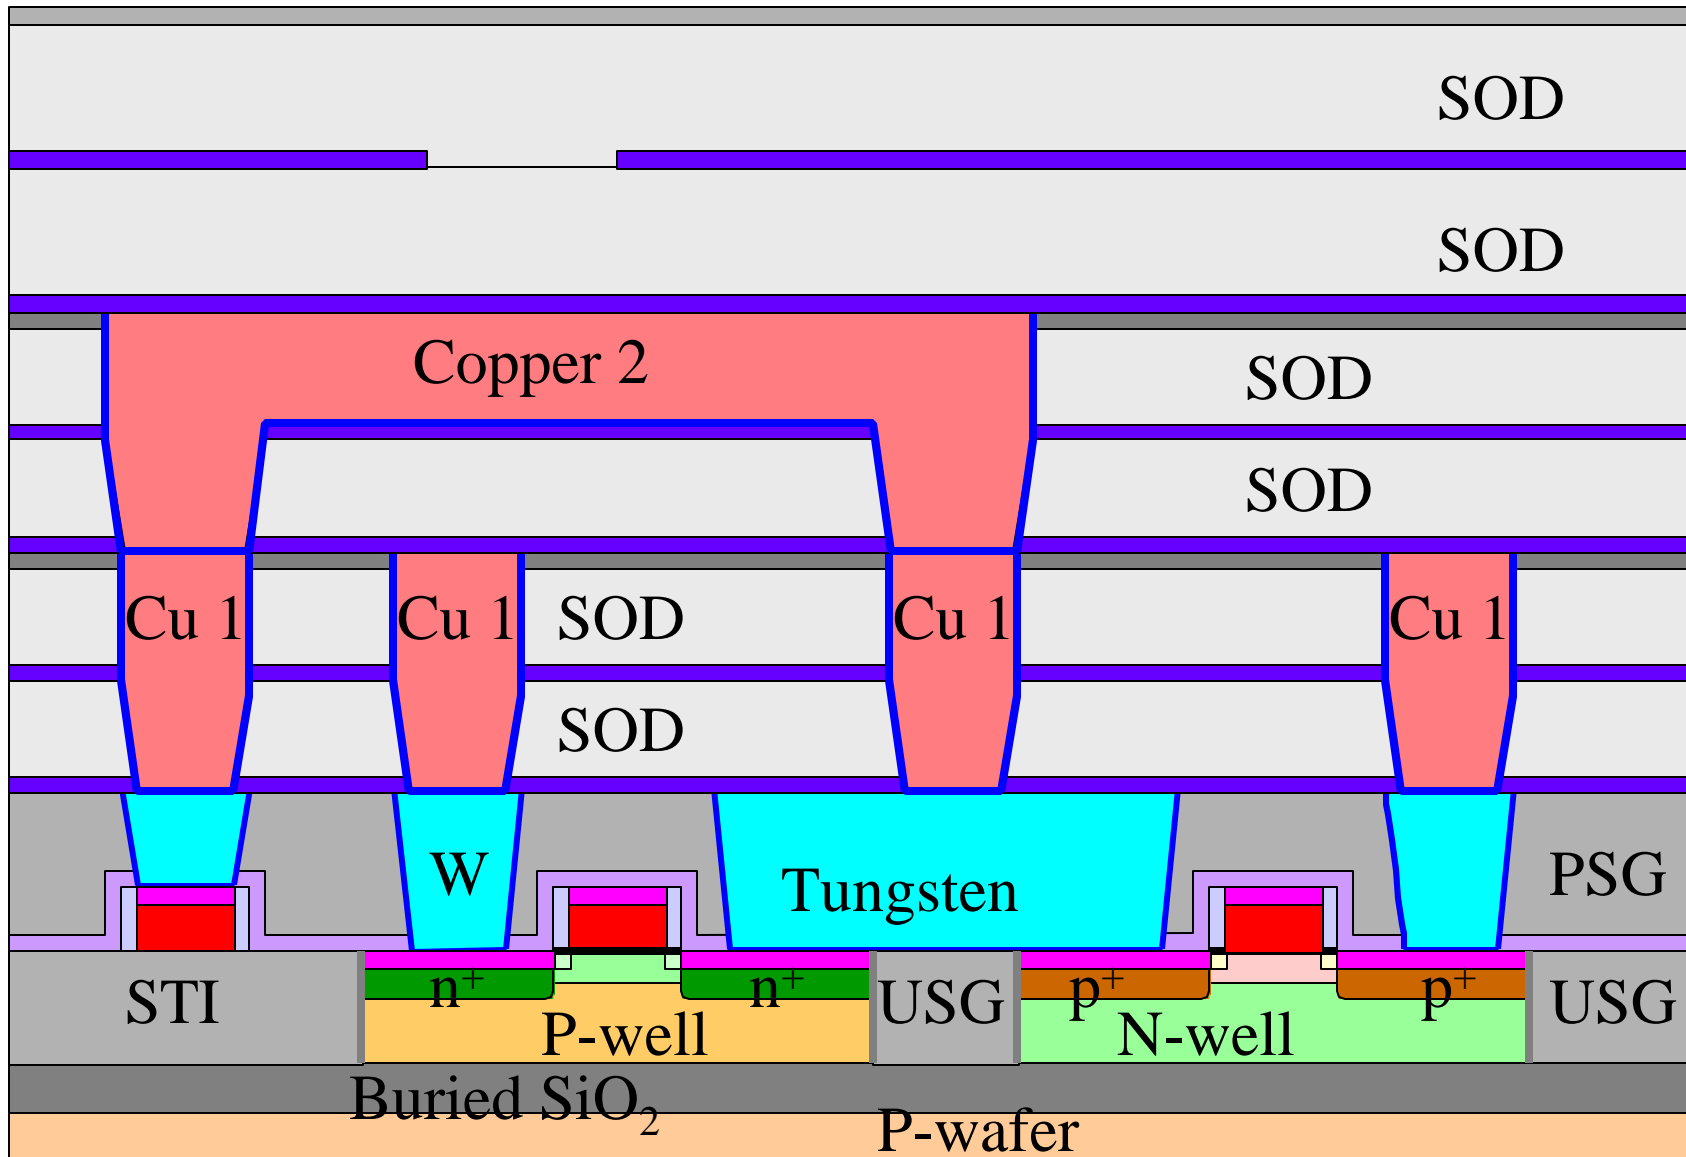 SOD
SOD
Copper 2
SOD
SOD
Cu 1
Cu 1
SOD
Cu 1
Cu 1
SOD
W
Tungsten
PSG
STI
n⁺
n⁺
USG
p⁺
p⁺
USG
P-well
N-well
Buried SiO₂
P-wafer